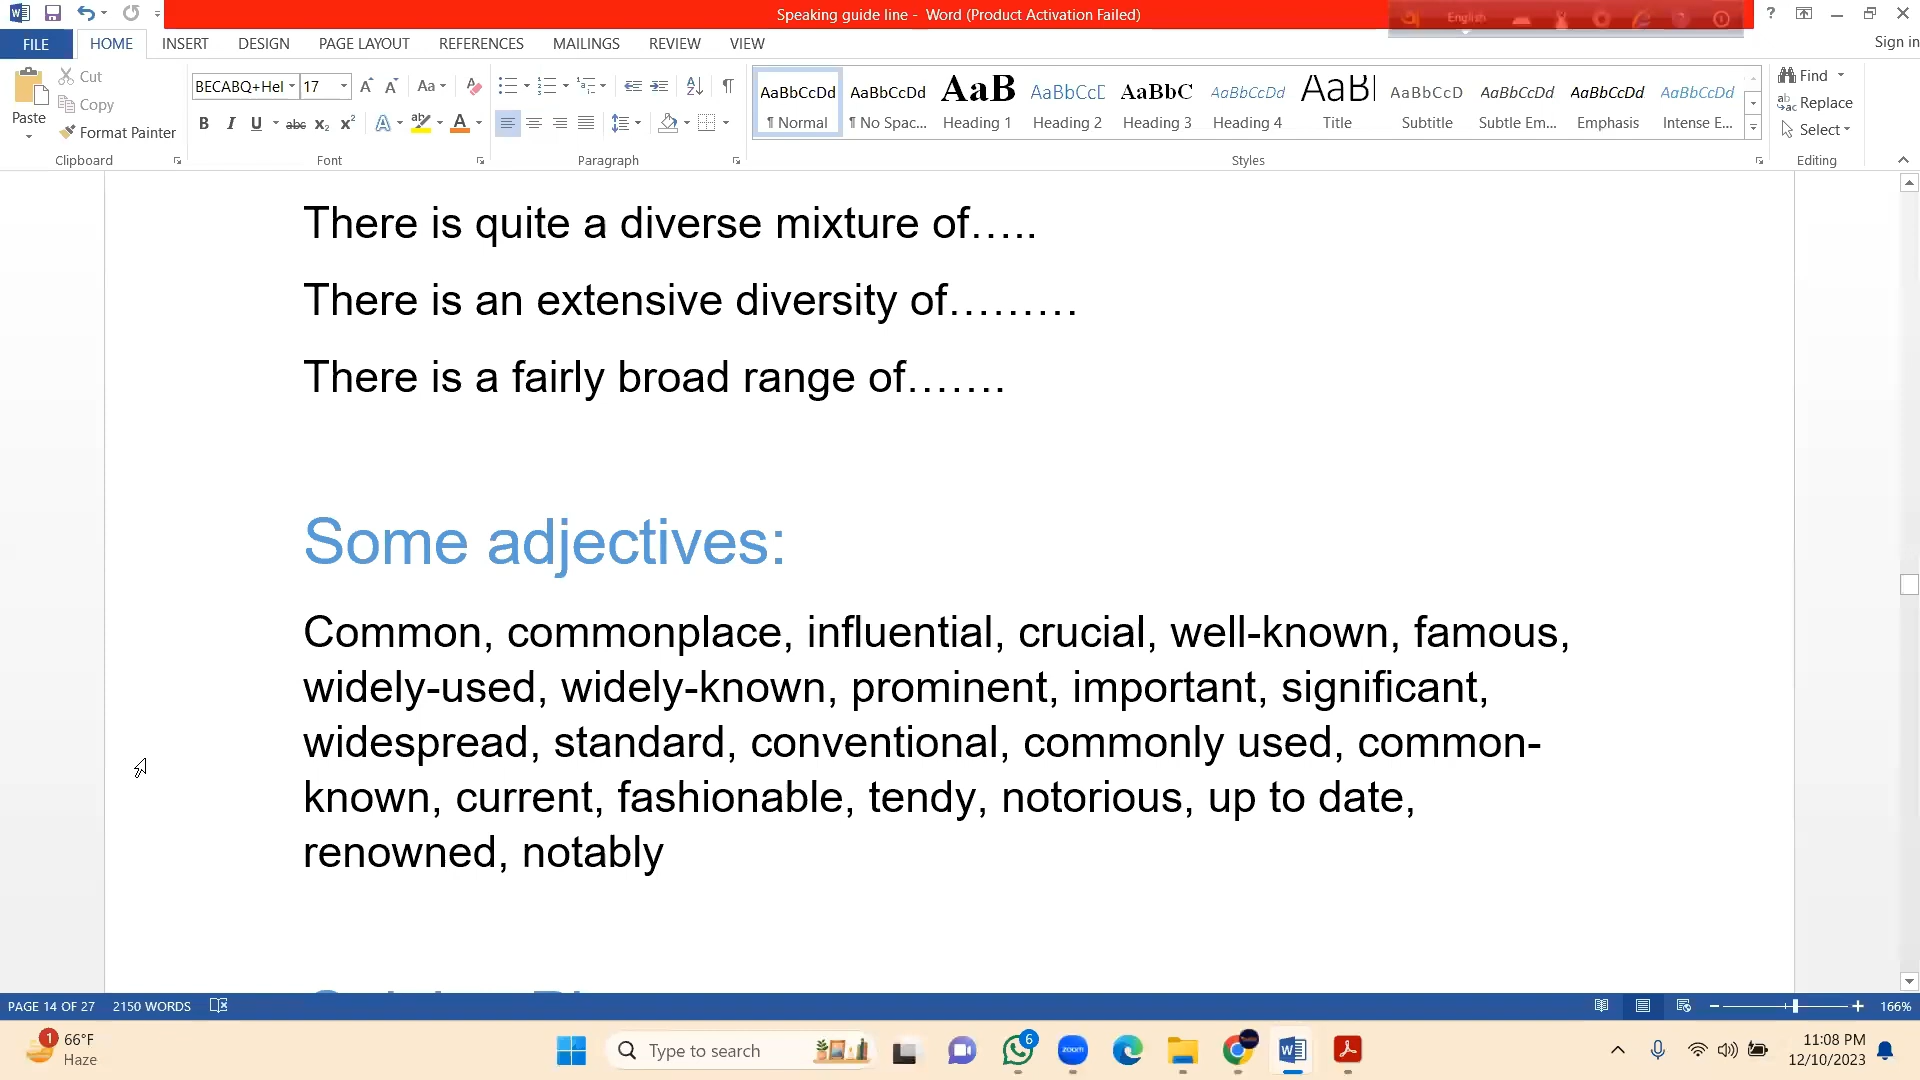 Speaking guide line - Word (Product Activation Failed)
English
FILE HOME INSERT DESIGN PAGE LAYOUT REFERENCES MAILINGS REVIEW VIEW Sign in
Paste
Cut
Copy
Format Painter
BECABQ+Hel 17
AaBbCcDd AaBbCcDd AaB AaBbCcD AaBbC AaBbCcDd AaB AaBbCcD AaBbCcDd AaBbCcDd AaBbCcDd
¶ Normal ¶ No Spac... Heading 1 Heading 2 Heading 3 Heading 4 Title Subtitle Subtle Em... Emphasis Intense E...
Find
Replace
Select
Clipboard Font Paragraph Styles Editing
There is quite a diverse mixture of…..
There is an extensive diversity of………
There is a fairly broad range of…….
Some adjectives:
Common, commonplace, influential, crucial, well-known, famous,
widely-used, widely-known, prominent, important, significant,
widespread, standard, conventional, commonly used, common-
known, current, fashionable, tendy, notorious, up to date,
renowned, notably
PAGE 14 OF 27 2150 WORDS 166%
1 66°F
Haze
Type to search
6
zoom
11:08 PM
12/10/2023